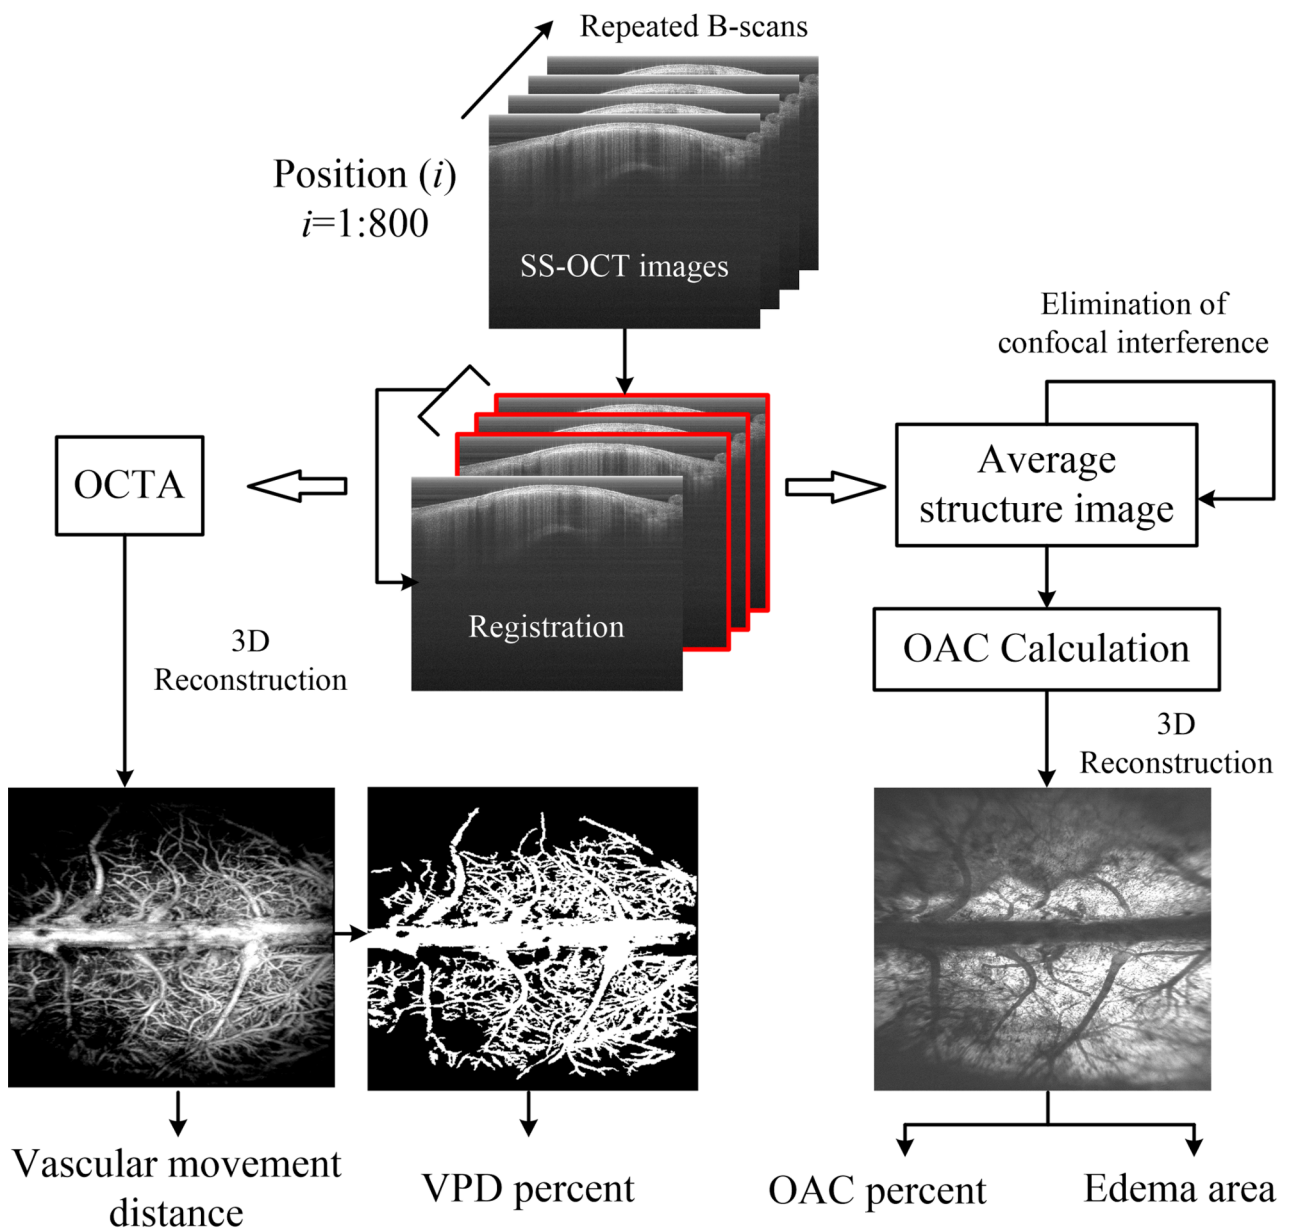 Repeated B-scans
Position (i)
i=1:800
SS-OCT images
Elimination of
confocal interference
OCTA
Average
structure image
Registration
OAC Calculation
3D
Reconstruction
3D
Reconstruction
Vascular movement
distance
VPD percent
OAC percent
Edema area